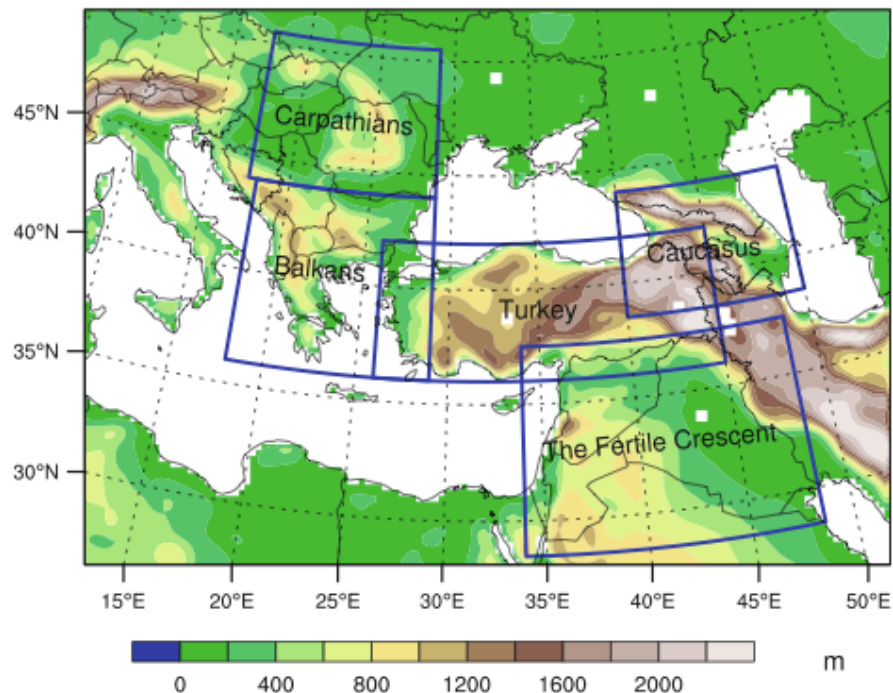 45°N
40°N
35°N
30°N
Carpathians
Balkans
Caucasus
Turkey
The Fertile Crescent
15°E 20°E 25°E 30°E 35°E 40°E 45°E 50°E
0 400 800 1200 1600 2000 m